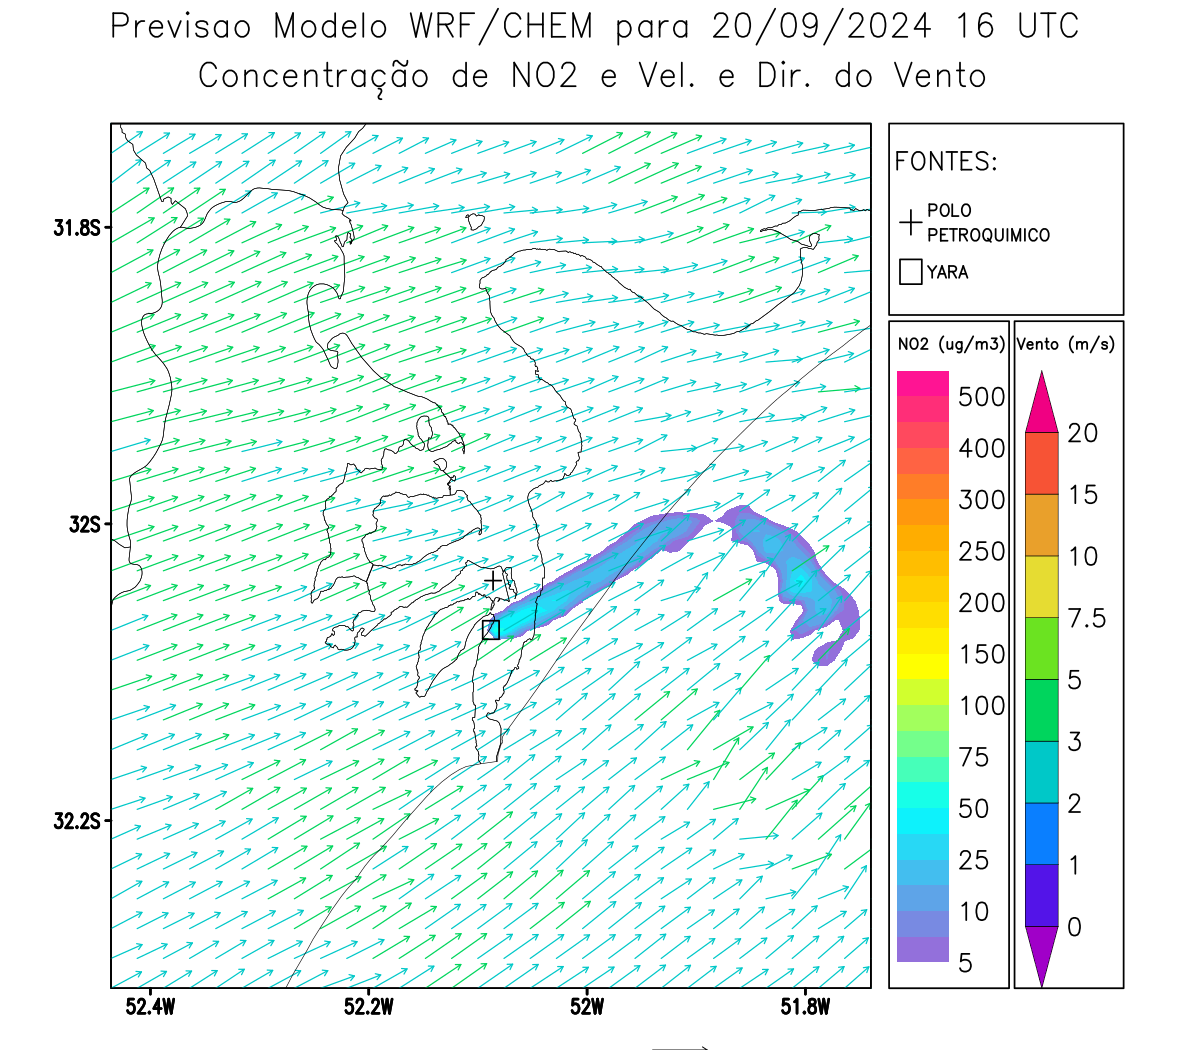 Previsao Modelo WRF/CHEM para 20/09/2024 16 UTC
Concentração de NO2 e Vel. e Dir. do Vento
FONTES:
POLO
PETROQUIMICO
YARA
31.8S
32S
32.2S
52.4W
52.2W
52W
51.8W
NO2 (ug/m3)
500
400
300
250
200
150
100
75
50
25
10
5
Vento (m/s)
20
15
10
7.5
5
3
2
1
0